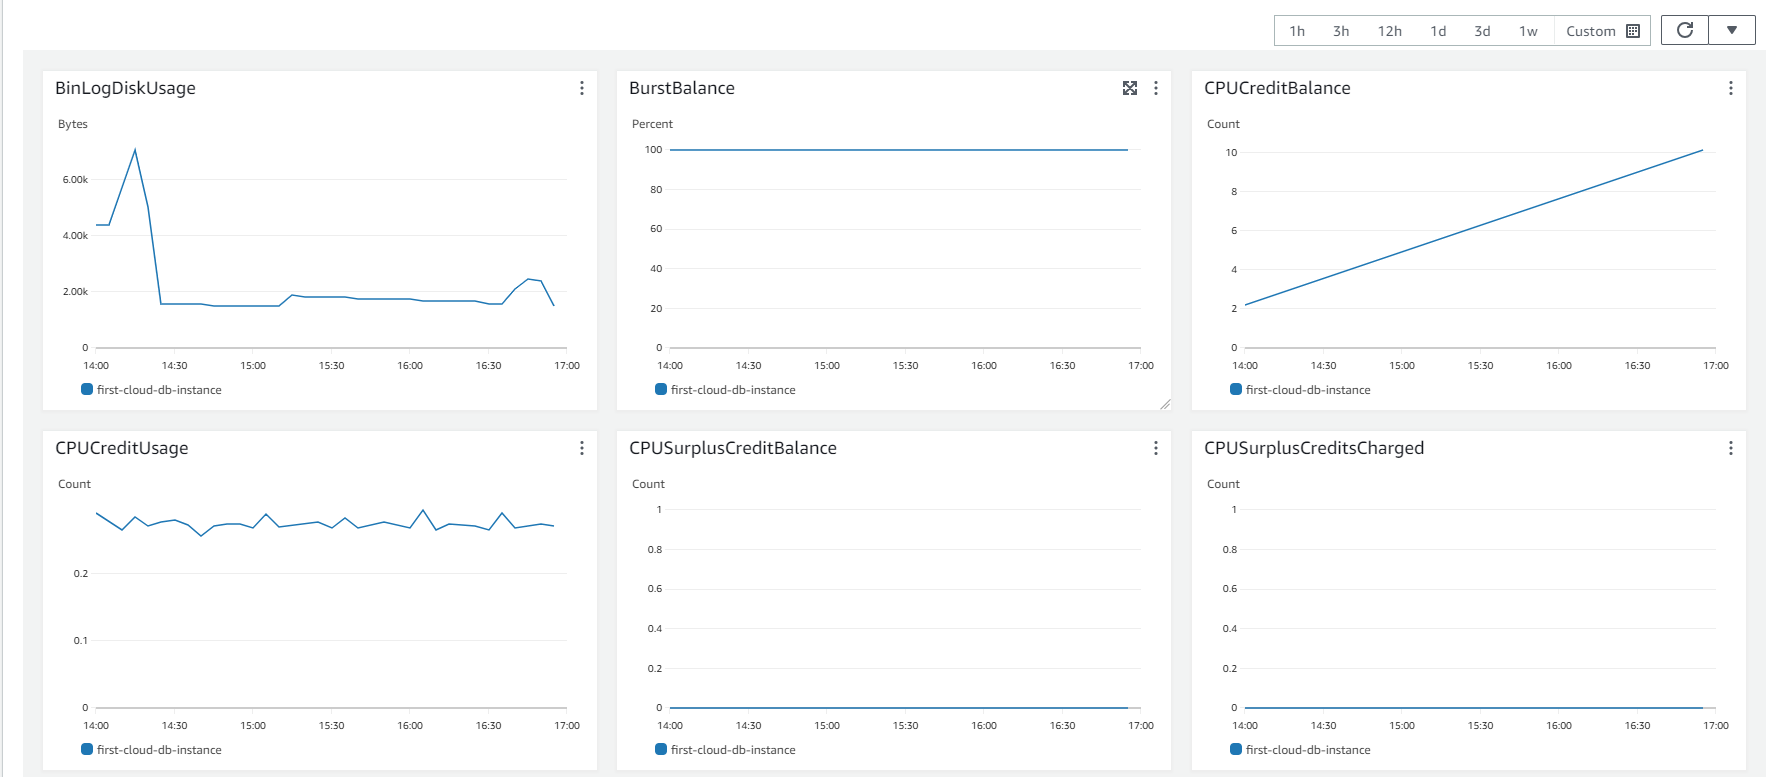 1h 3h 12h 1d 3d 1w Custom
BinLogDiskUsage
Bytes
6.00k
4.00k
2.00k
0
14:00 14:30 15:00 15:30 16:00 16:30 17:00
first-cloud-db-instance
BurstBalance
Percent
100
80
60
40
20
0
14:00 14:30 15:00 15:30 16:00 16:30 17:00
first-cloud-db-instance
CPUCreditBalance
Count
10
8
6
4
2
0
14:00 14:30 15:00 15:30 16:00 16:30 17:00
first-cloud-db-instance
CPUCreditUsage
Count
0.2
0.1
0
14:00 14:30 15:00 15:30 16:00 16:30 17:00
first-cloud-db-instance
CPUSurplusCreditBalance
Count
1
0.8
0.6
0.4
0.2
0
14:00 14:30 15:00 15:30 16:00 16:30 17:00
first-cloud-db-instance
CPUSurplusCreditsCharged
Count
1
0.8
0.6
0.4
0.2
0
14:00 14:30 15:00 15:30 16:00 16:30 17:00
first-cloud-db-instance